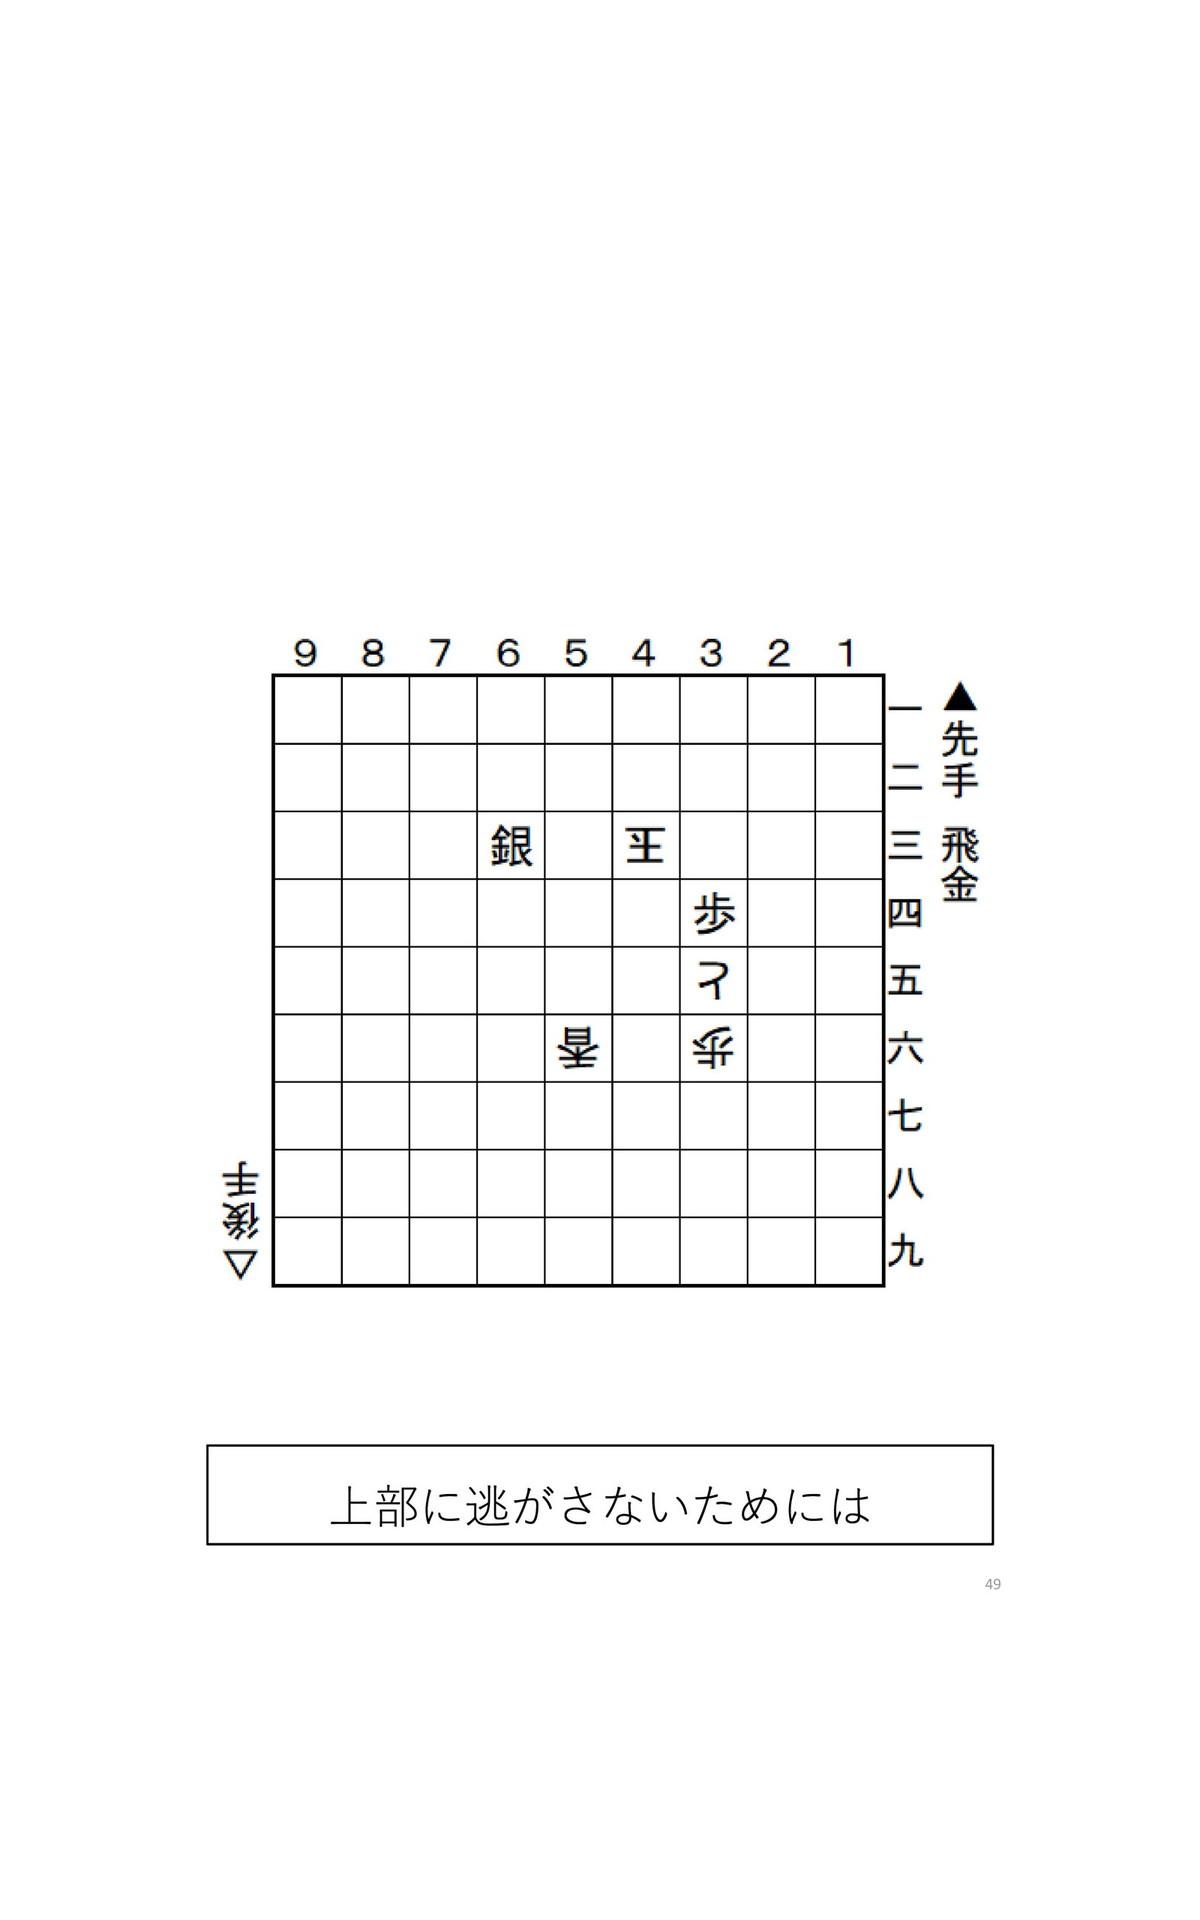 9 8 7 6 5 4 3 2 1
一
二
三
四
五
六
七
八
九
▲先手 飛金
銀 王
歩
と
香 歩
△後手
上部に逃がさないためには
49